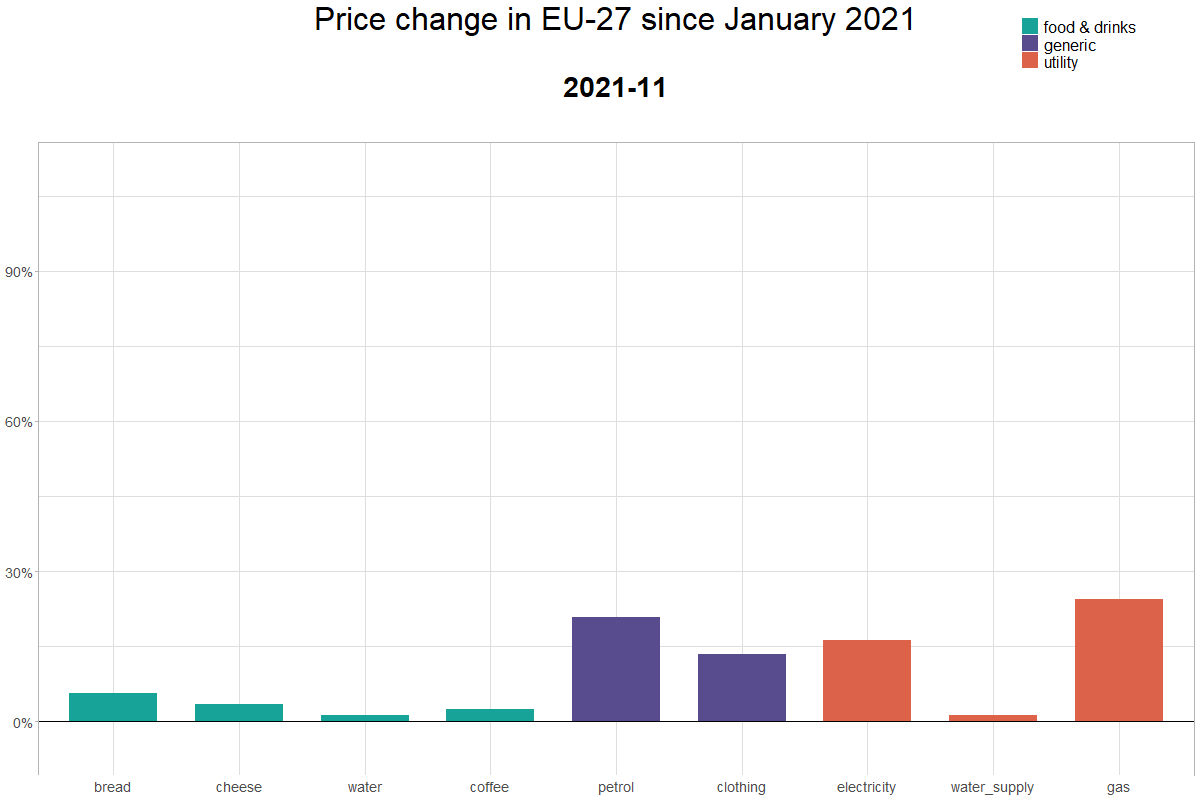 Price change in EU-27 since January 2021
food & drinks
generic
utility
2021-11
90%
60%
30%
0%
bread cheese water coffee petrol clothing electricity water_supply gas